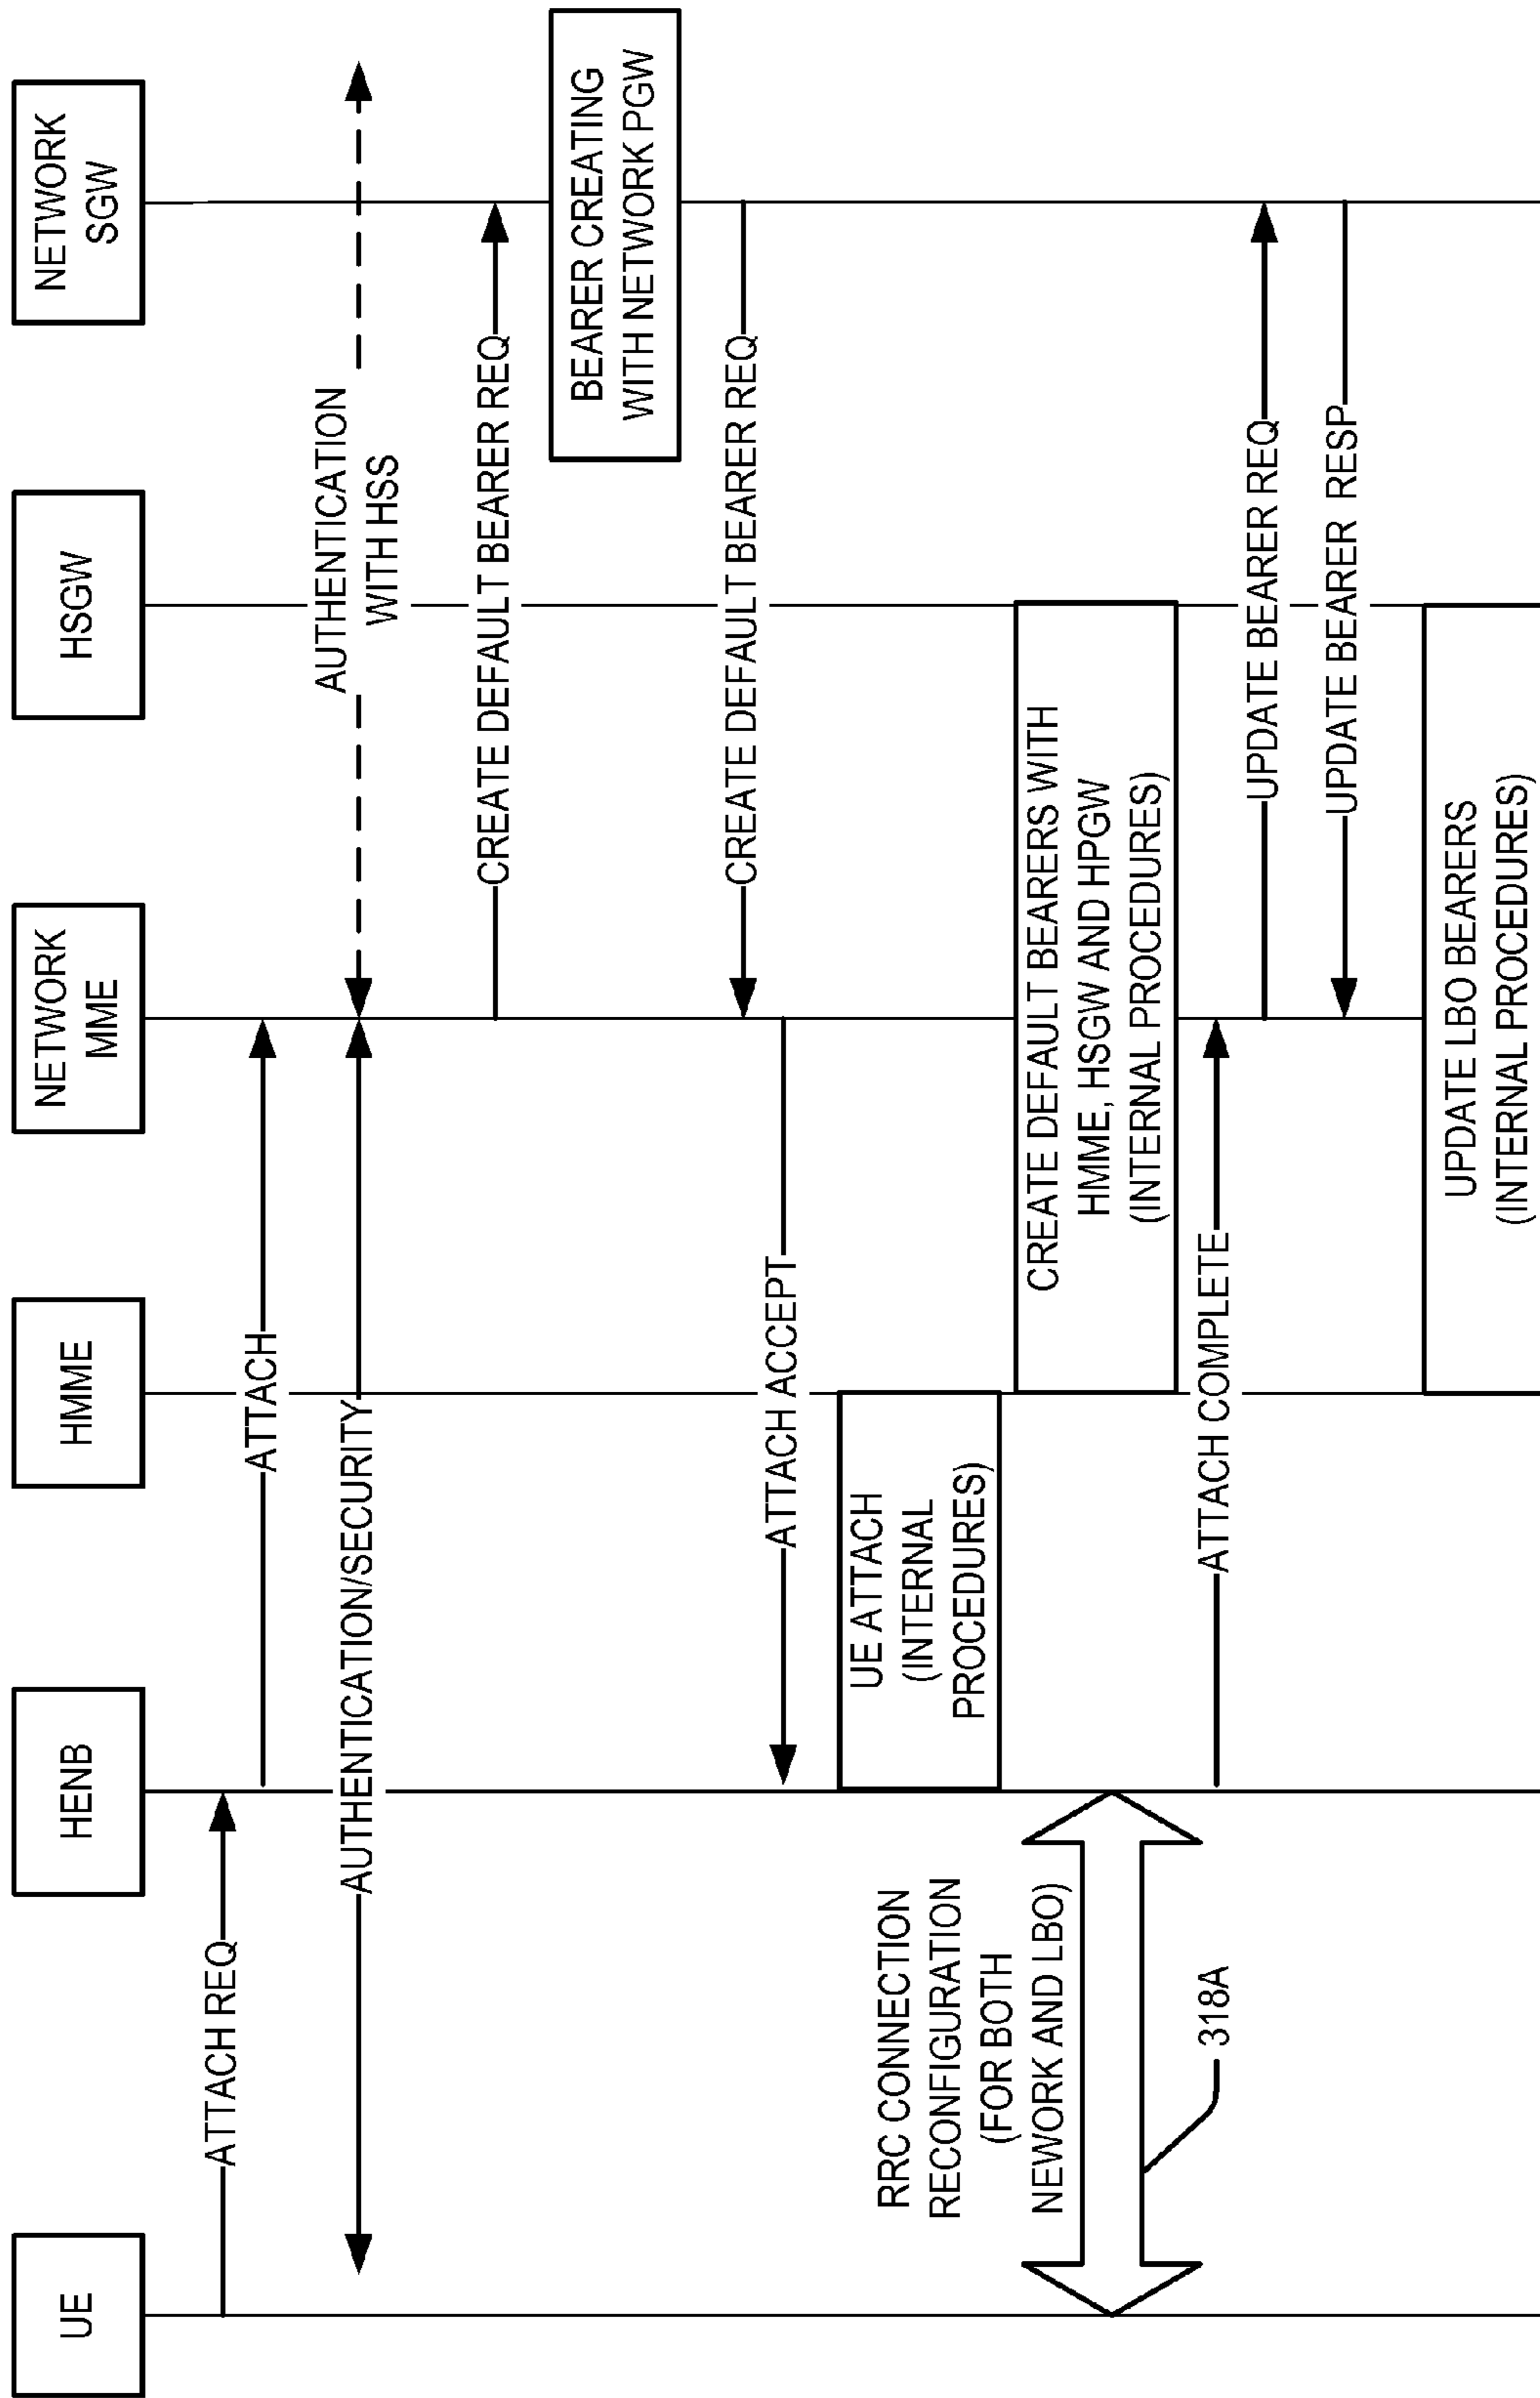 UE
HENB
HMME
NETWORK
MME
HSGW
NETWORK
SGW
ATTACH REQ
ATTACH
AUTHENTICATION/SECURITY
AUTHENTICATION
WITH HSS
CREATE DEFAULT BEARER REQ
BEARER CREATING
WITH NETWORK PGW
CREATE DEFAULT BEARER REQ
ATTACH ACCEPT
UE ATTACH
(INTERNAL
PROCEDURES)
RRC CONNECTION
RECONFIGURATION
(FOR BOTH
NEWORK AND LBO)
318A
CREATE DEFAULT BEARERS WITH
HMME, HSGW AND HPGW
(INTERNAL PROCEDURES)
ATTACH COMPLETE
UPDATE BEARER REQ
UPDATE BEARER RESP
UPDATE LBO BEARERS
(INTERNAL PROCEDURES)